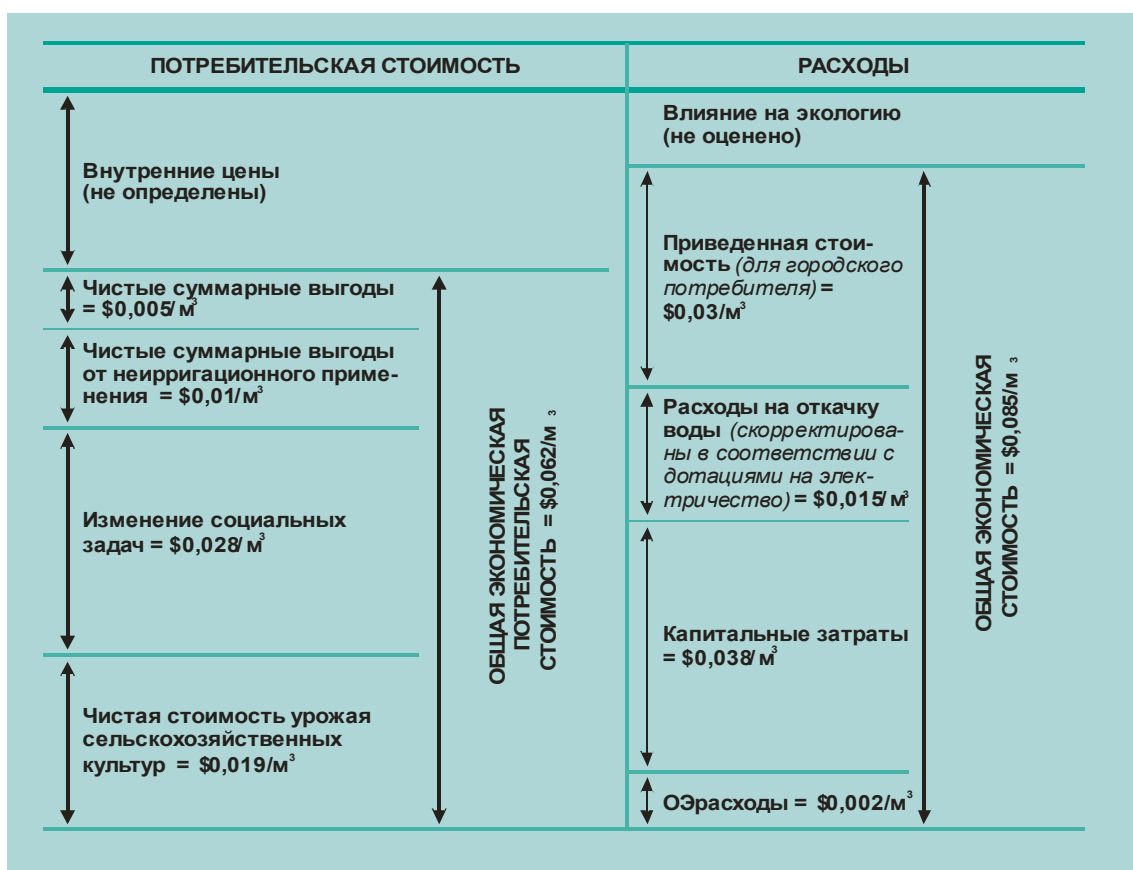 ПОТРЕБИТЕЛЬСКАЯ СТОИМОСТЬ
РАСХОДЫ
Внутренние цены
(не определены)
Чистые суммарные выгоды
= $0,005/м³
Чистые суммарные выгоды
от неирригационного приме-
нения = $0,01/м³
Изменение социальных
задач = $0,028/м³
Чистая стоимость урожая
сельскохозяйственных
культур = $0,019/м³
ОБЩАЯ ЭКОНОМИЧЕСКАЯ
ПОТРЕБИТЕЛЬСКАЯ
СТОИМОСТЬ = $0,062/м ³
Влияние на экологию
(не оценено)
Приведенная стои-
мость (для городского
потребителя) =
$0,03/м³
Расходы на откачку
воды (скорректирова-
ны в соответствии с
дотациями на элек-
тричество) = $0,015/м³
Капитальные затраты
= $0,038/м³
ОЭрасходы = $0,002/м³
ОБЩАЯ ЭКОНОМИЧЕСКАЯ
СТОИМОСТЬ = $0,085/м ³